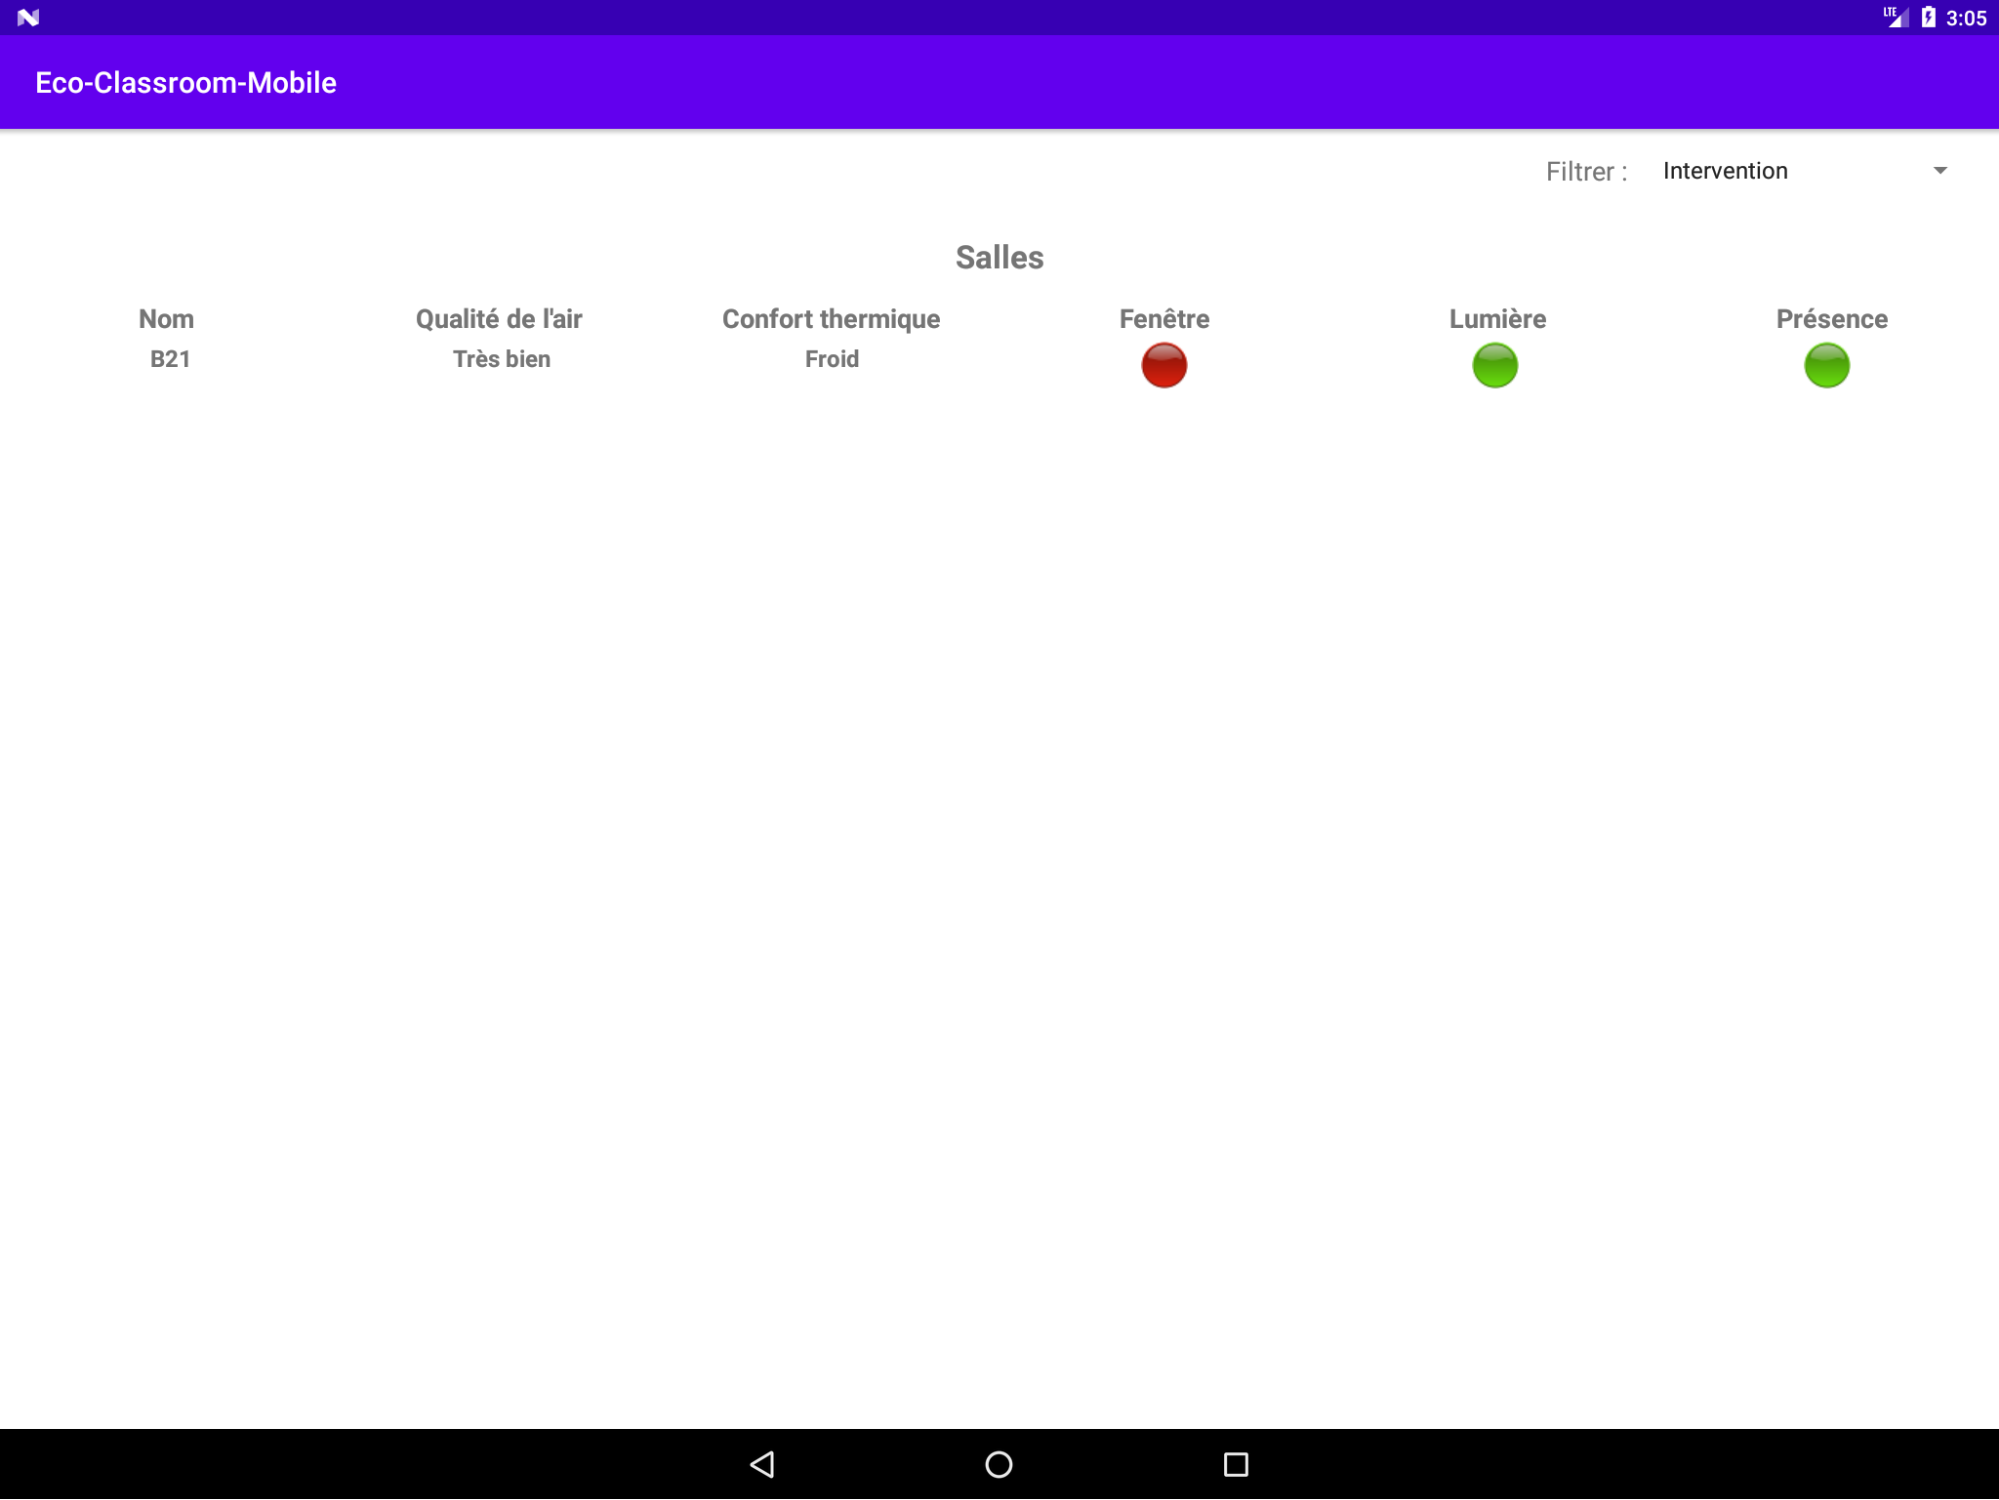 LTE 3:05
Eco-Classroom-Mobile
Filtrer : Intervention
Salles
Nom Qualité de l'air Confort thermique Fenêtre Lumière Présence
B21 Très bien Froid